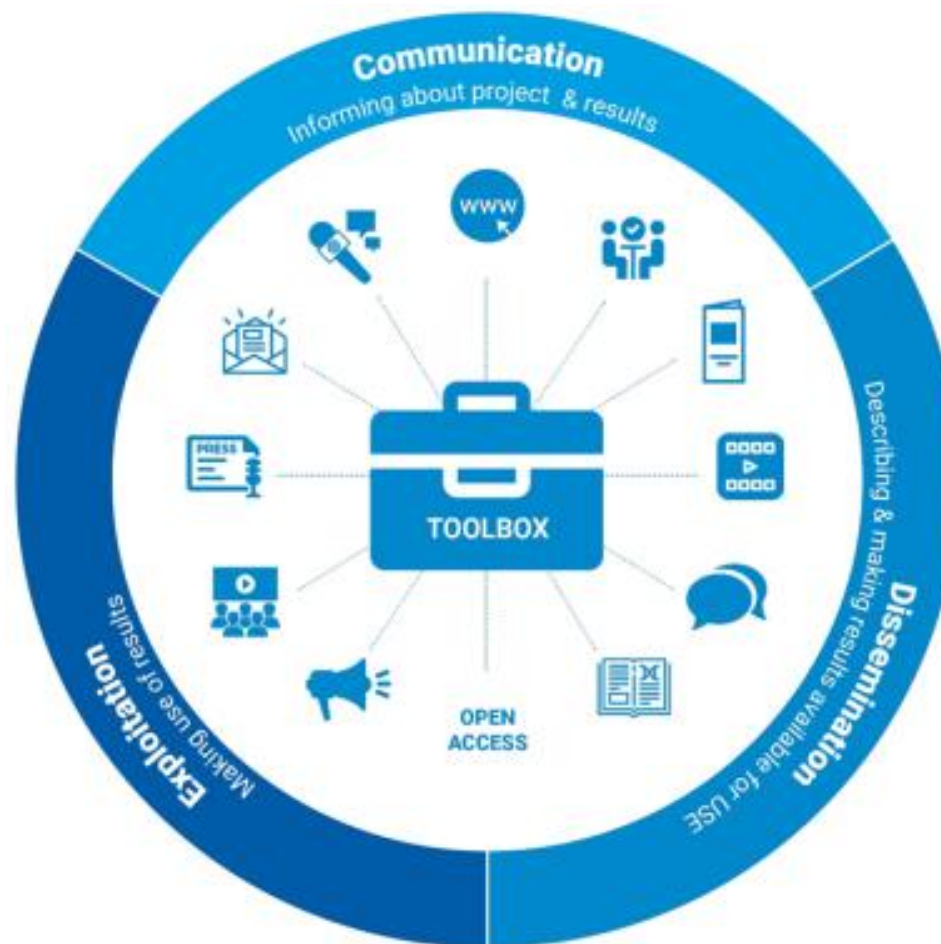 Communication
Informing about project & results
www
PRESS
TOOLBOX
OPEN
ACCESS
Dissemination
Describing & making results available for USE
Exploitation
Making use of results